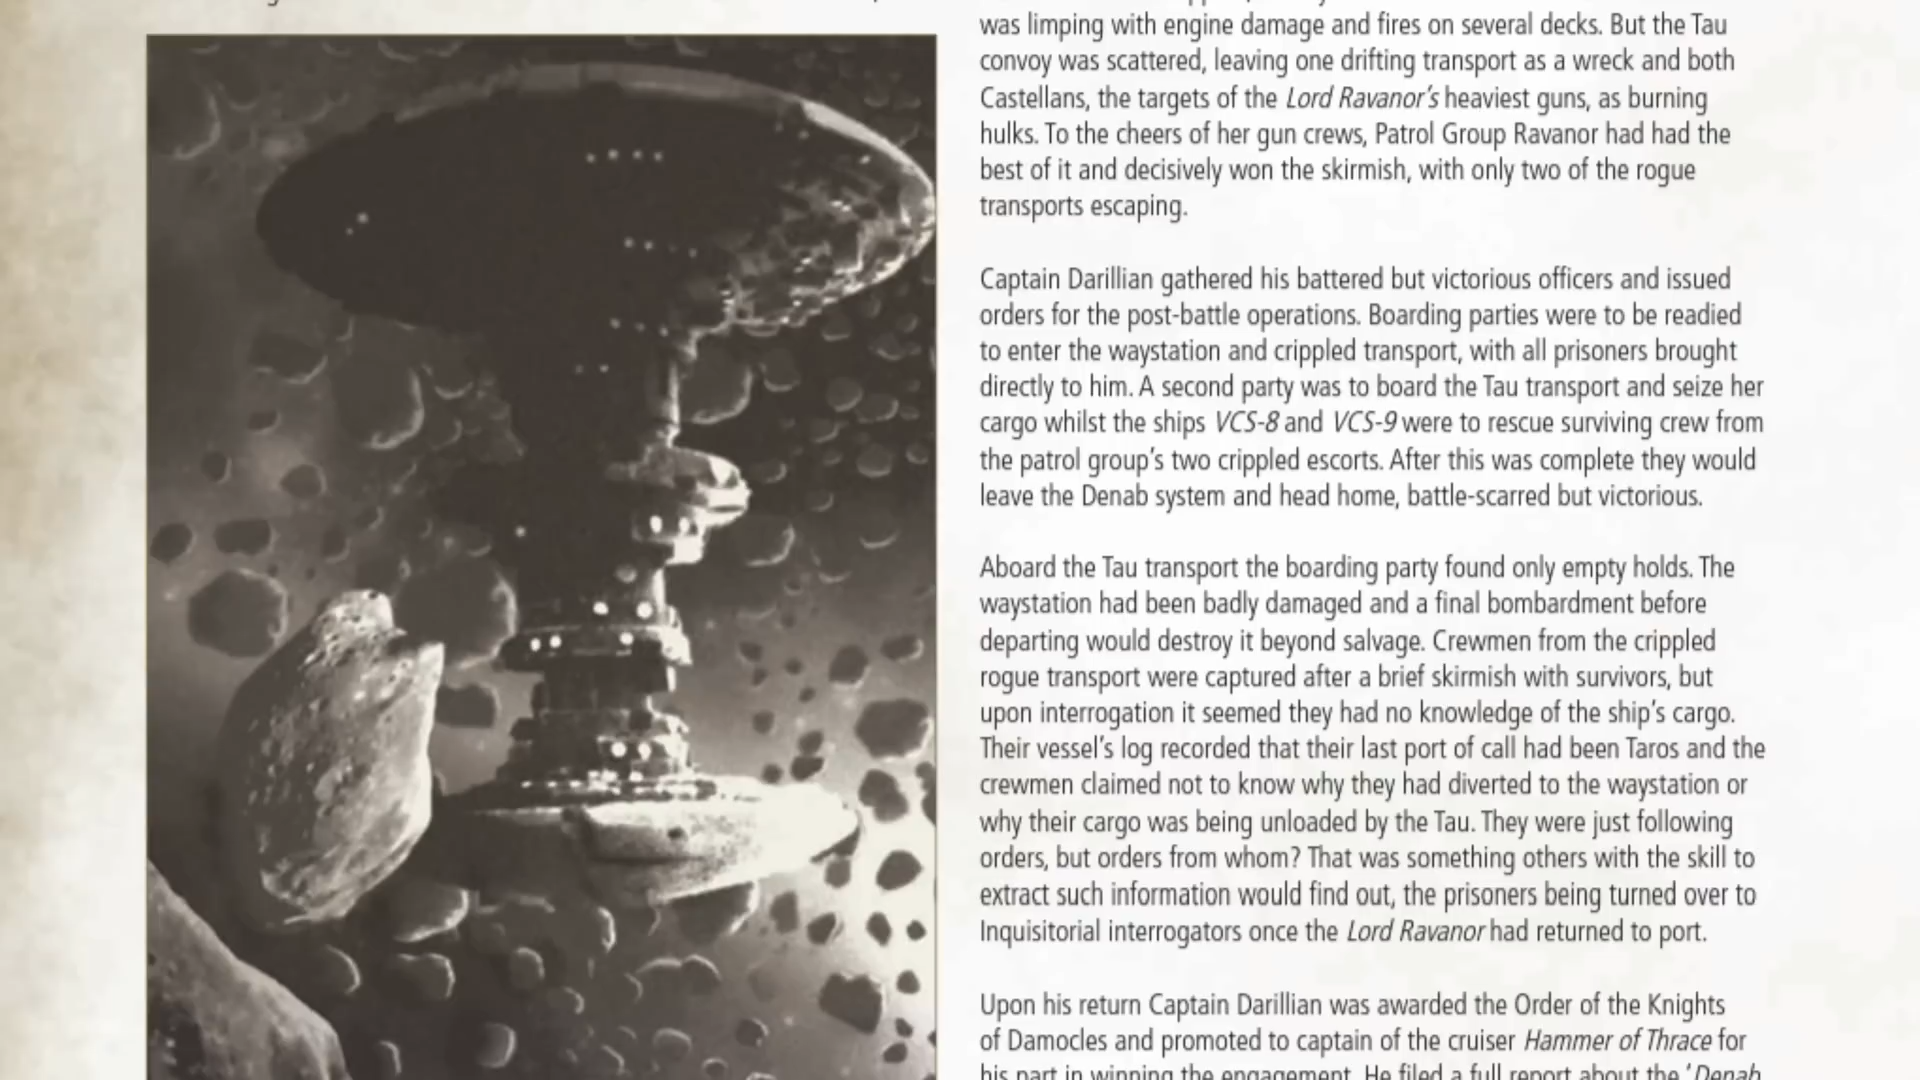 was limping with engine damage and fires on several decks. But the Tau
convoy was scattered, leaving one drifting transport as a wreck and both
Castellans, the targets of the Lord Ravanor's heaviest guns, as burning
hulks. To the cheers of her gun crews, Patrol Group Ravanor had had the
best of it and decisively won the skirmish, with only two of the rogue
transports escaping.
Captain Darillian gathered his battered but victorious officers and issued
orders for the post-battle operations. Boarding parties were to be readied
to enter the waystation and crippled transport, with all prisoners brought
directly to him. A second party was to board the Tau transport and seize her
cargo whilst the ships VCS-8 and VCS-9 were to rescue surviving crew from
the patrol group's two crippled escorts. After this was complete they would
leave the Denab system and head home, battle-scarred but victorious.
Aboard the Tau transport the boarding party found only empty holds. The
waystation had been badly damaged and a final bombardment before
departing would destroy it beyond salvage. Crewmen from the crippled
rogue transport were captured after a brief skirmish with survivors, but
upon interrogation it seemed they had no knowledge of the ship's cargo.
Their vessel's log recorded that their last port of call had been Taros and the
crewmen claimed not to know why they had diverted to the waystation or
why their cargo was being unloaded by the Tau. They were just following
orders, but orders from whom? That was something others with the skill to
extract such information would find out, the prisoners being turned over to
Inquisitorial interrogators once the Lord Ravanor had returned to port.
Upon his return Captain Darillian was awarded the Order of the Knights
of Damocles and promoted to captain of the cruiser Hammer of Thrace for
his part in winning the engagement. He filed a full report about the 'Denab